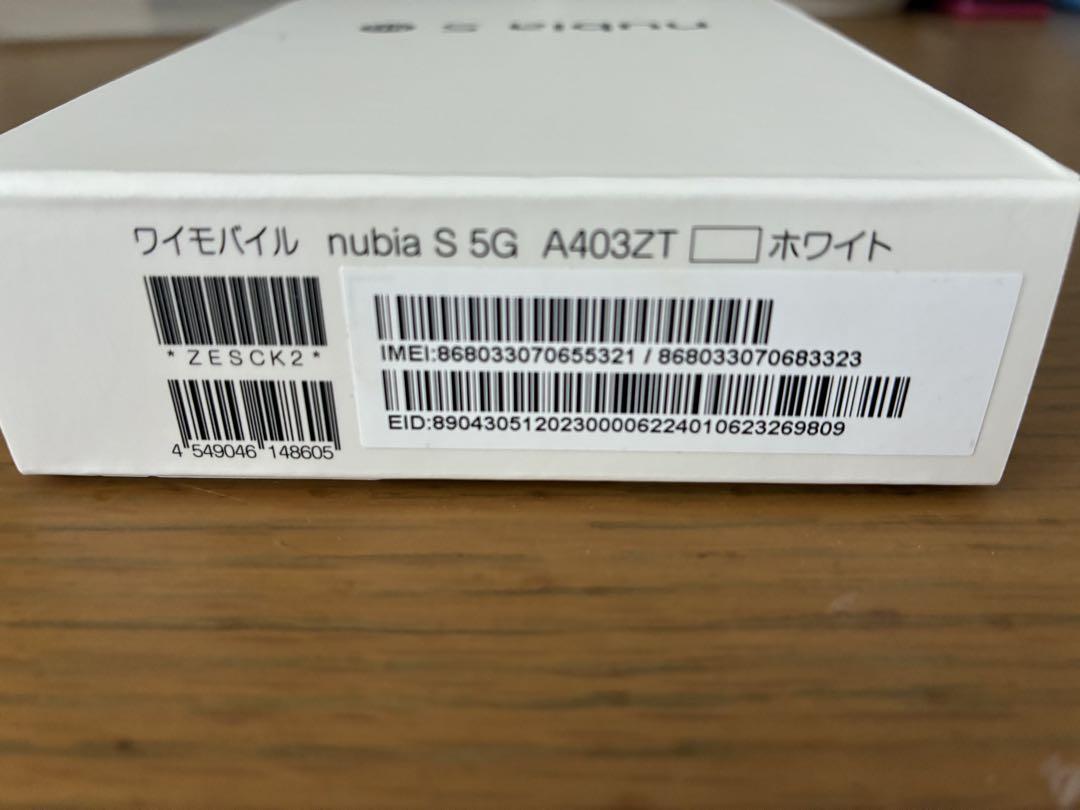 nubia S
ワイモバイル nubia S 5G A403ZT ホワイト
*ZESCK2*
4 549046 148605
IMEI:868033070655321 / 868033070683323
EID:89043051202300006224010623269809